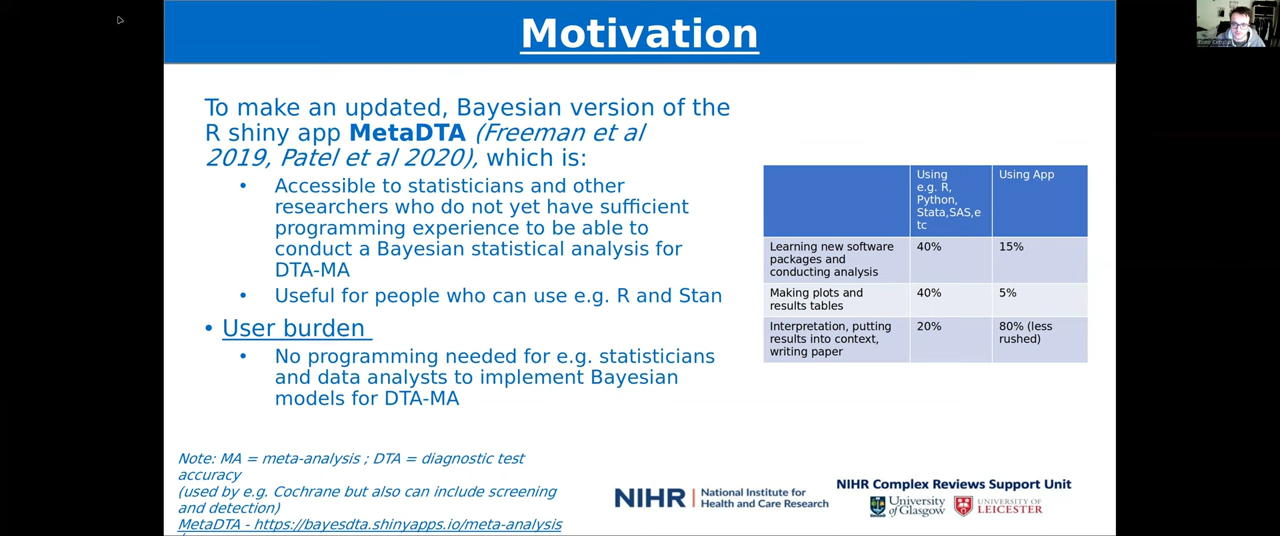 Motivation
To make an updated, Bayesian version of the
R shiny app MetaDTA (Freeman et al
2019, Patel et al 2020), which is:
• Accessible to statisticians and other
researchers who do not yet have sufficient
programming experience to be able to
conduct a Bayesian statistical analysis for
DTA-MA
• Useful for people who can use e.g. R and Stan
• User burden
• No programming needed for e.g. statisticians
and data analysts to implement Bayesian
models for DTA-MA
Using
e.g. R,
Python,
Stata,SAS,e
tc
Using App
Learning new software
packages and
conducting analysis
40%
15%
Making plots and
results tables
40%
5%
Interpretation, putting
results into context,
writing paper
20%
80% (less
rushed)
Note: MA = meta-analysis ; DTA = diagnostic test
accuracy
(used by e.g. Cochrane but also can include screening
and detection)
MetaDTA - https://bayesdta.shinyapps.io/meta-analysis
NIHR | National Institute for
Health and Care Research
NIHR Complex Reviews Support Unit
University
of Glasgow
UNIVERSITY OF
LEICESTER